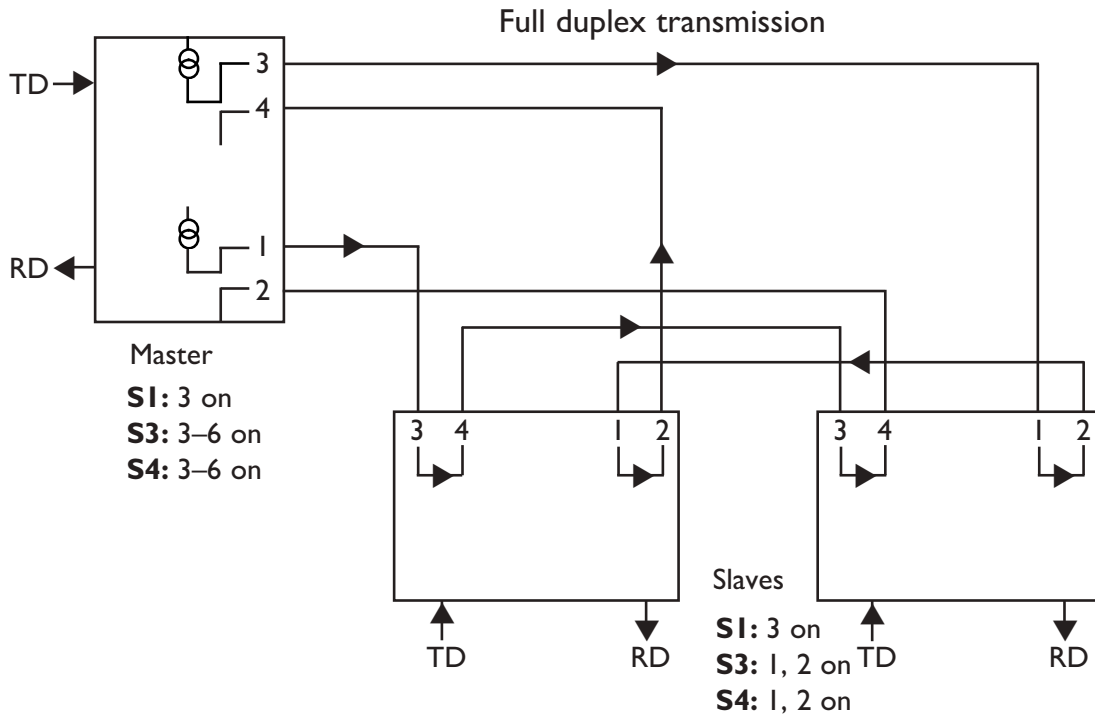 Full duplex transmission
TD
3
4
1
RD
2
Master
S1: 3 on
S3: 3–6 on
S4: 3–6 on
3 4 1 2
3 4 1 2
Slaves
S1: 3 on
S3: 1, 2 on
S4: 1, 2 on
TD RD TD RD